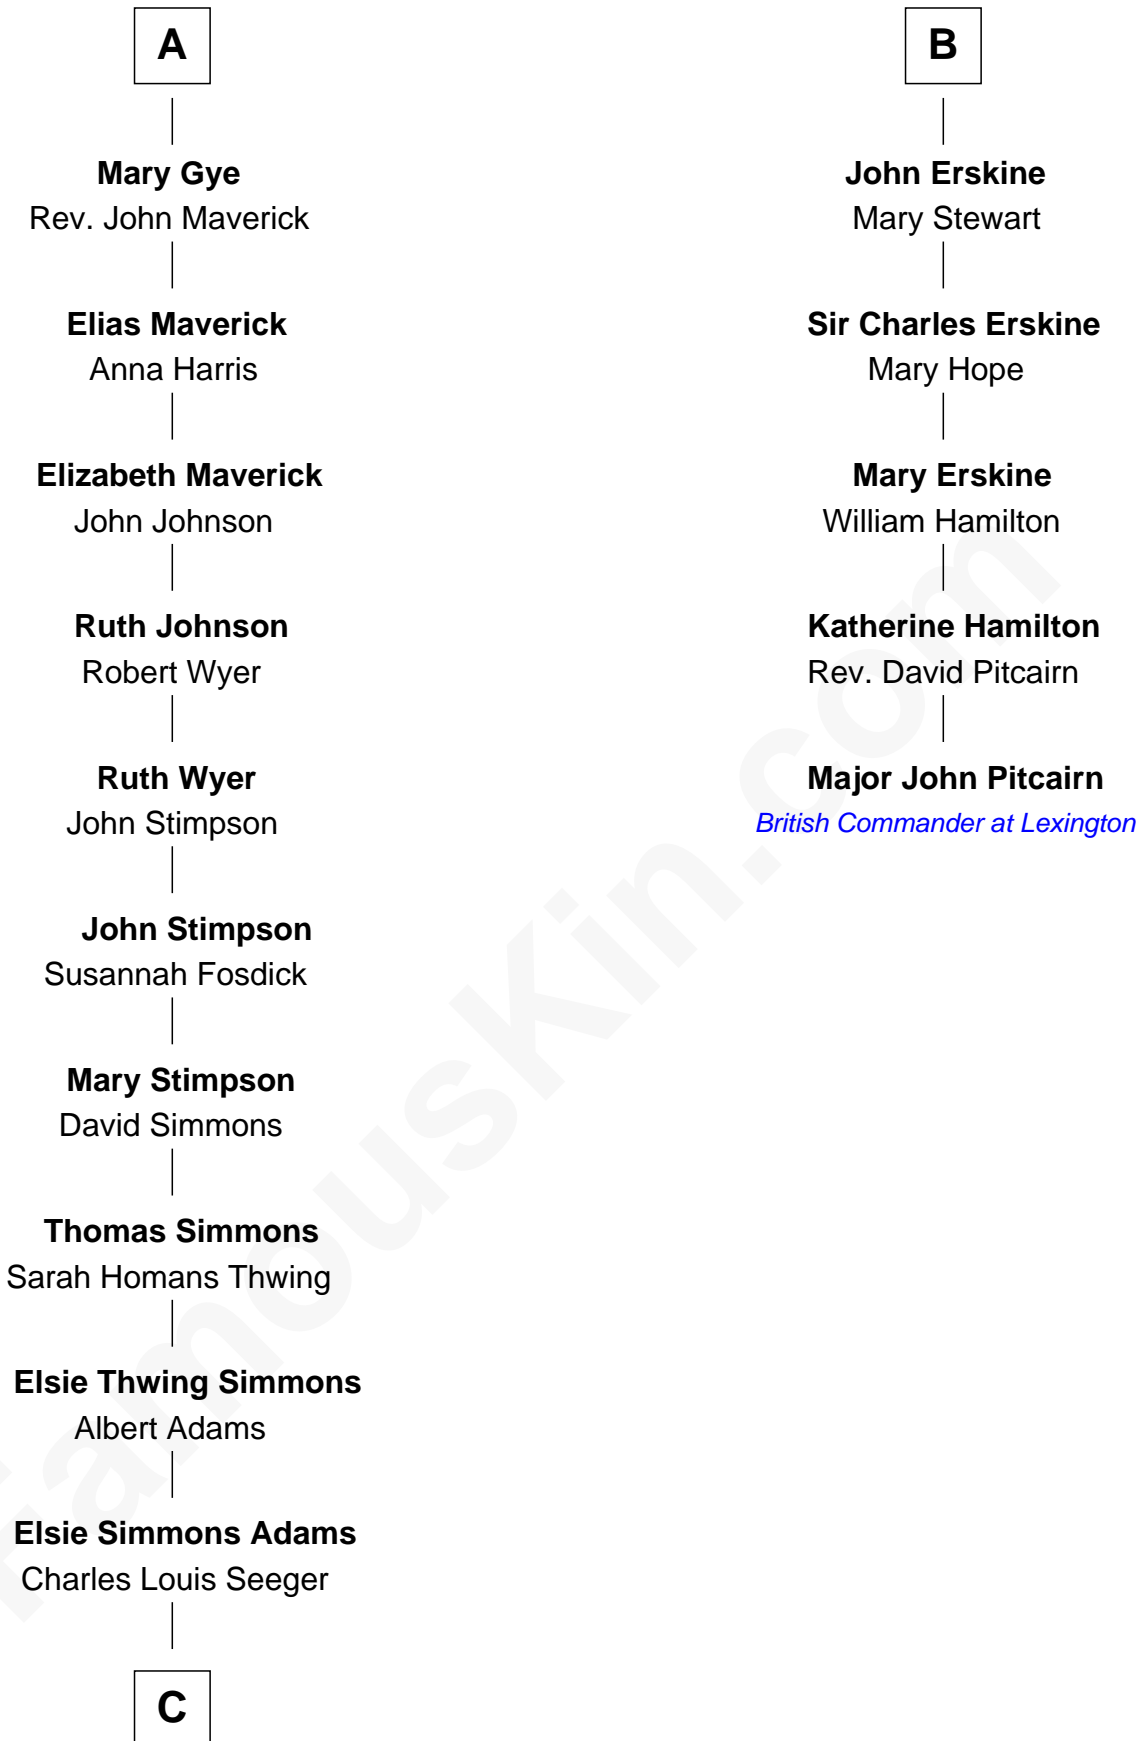 A
Mary Gye
Rev. John Maverick
Elias Maverick
Anna Harris
Elizabeth Maverick
John Johnson
Ruth Johnson
Robert Wyer
Ruth Wyer
John Stimpson
John Stimpson
Susannah Fosdick
Mary Stimpson
David Simmons
Thomas Simmons
Sarah Homans Thwing
Elsie Thwing Simmons
Albert Adams
Elsie Simmons Adams
Charles Louis Seeger
C
B
John Erskine
Mary Stewart
Sir Charles Erskine
Mary Hope
Mary Erskine
William Hamilton
Katherine Hamilton
Rev. David Pitcairn
Major John Pitcairn
British Commander at Lexington
FamousKin.com